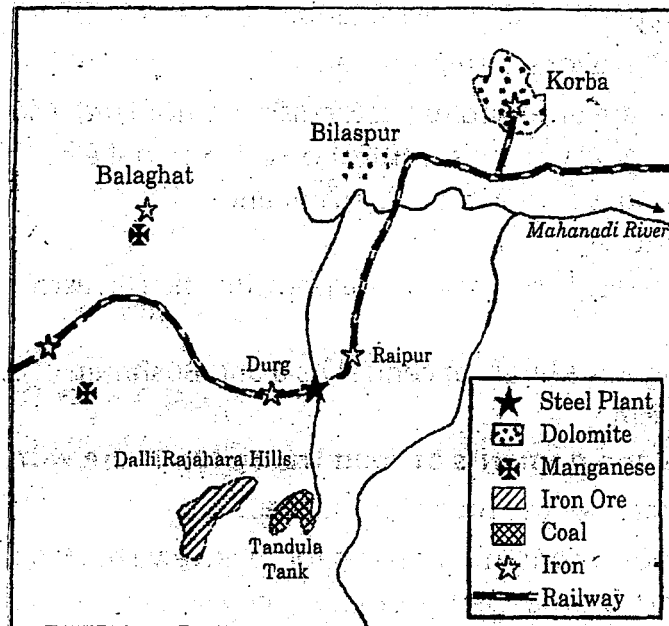 Korba
Bilaspur
Balaghat
Mahanadi River
Durg
Raipur
Dalli Rajahara Hills
Tandula
Tank
Steel Plant
Dolomite
Manganese
Iron Ore
Coal
Iron
Railway